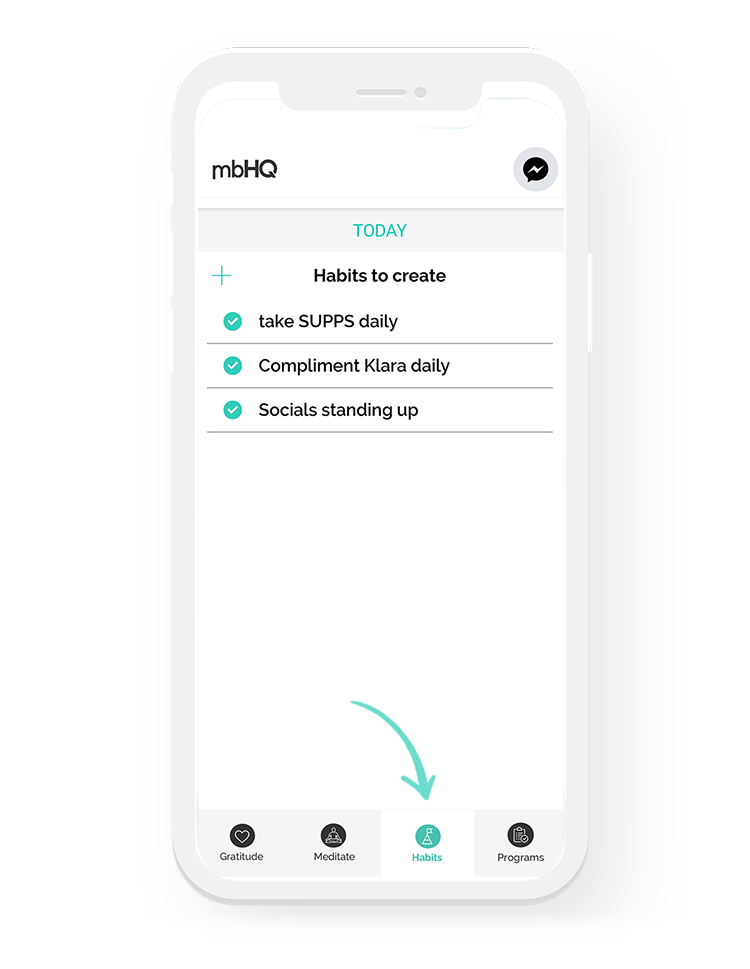 mbHQ
TODAY
Habits to create
take SUPPS daily
Compliment Klara daily
Socials standing up
Gratitude
Meditate
Habits
Programs